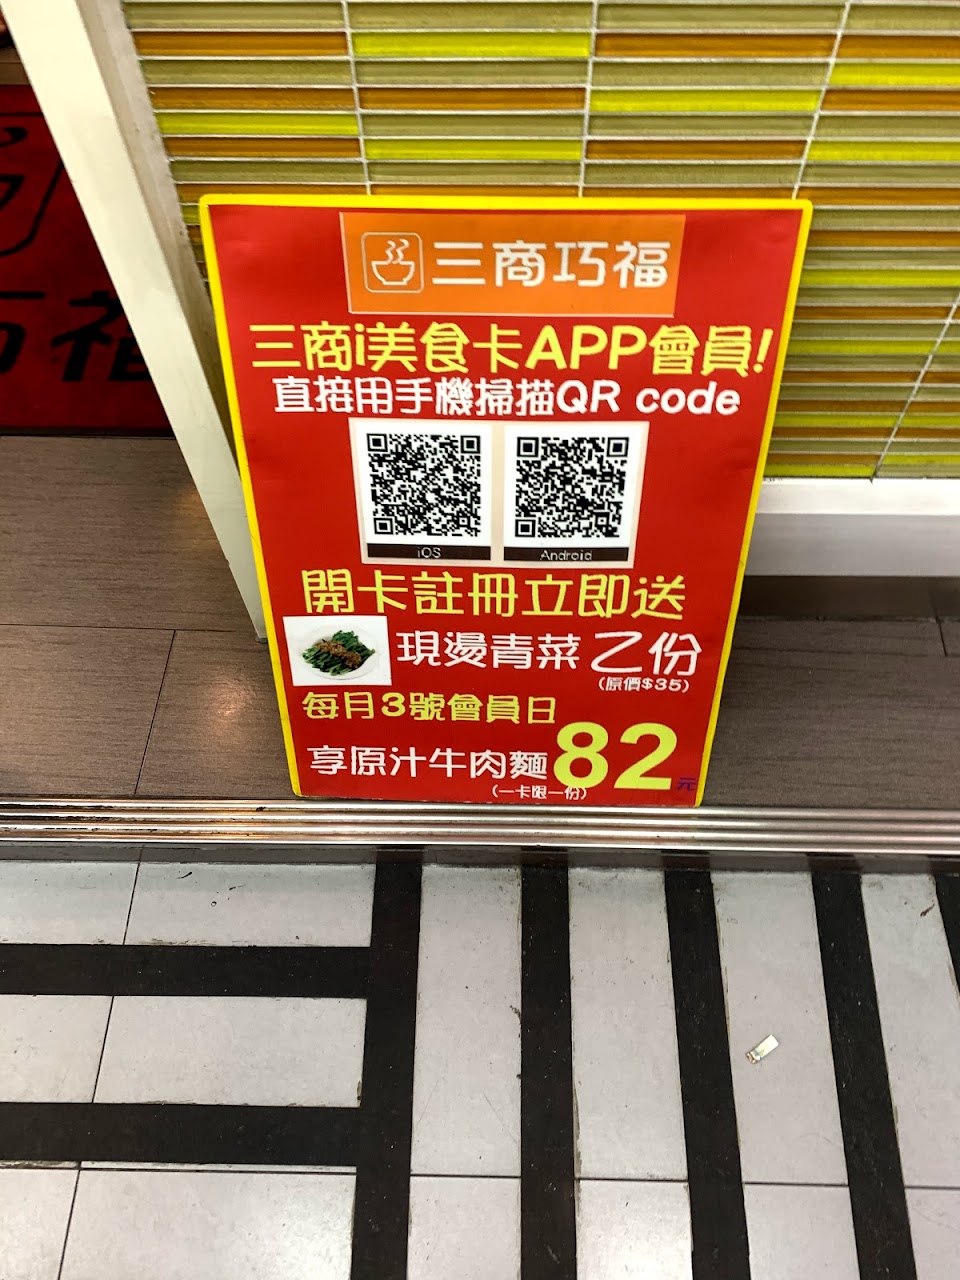 三商巧福
三商i美食卡APP會員!
直接用手機掃描QR code
iOS
Android
開卡註冊立即送
現燙青菜乙份
(原價$35)
每月3號會員日
享原汁牛肉麵82元
(一卡限一份)
福